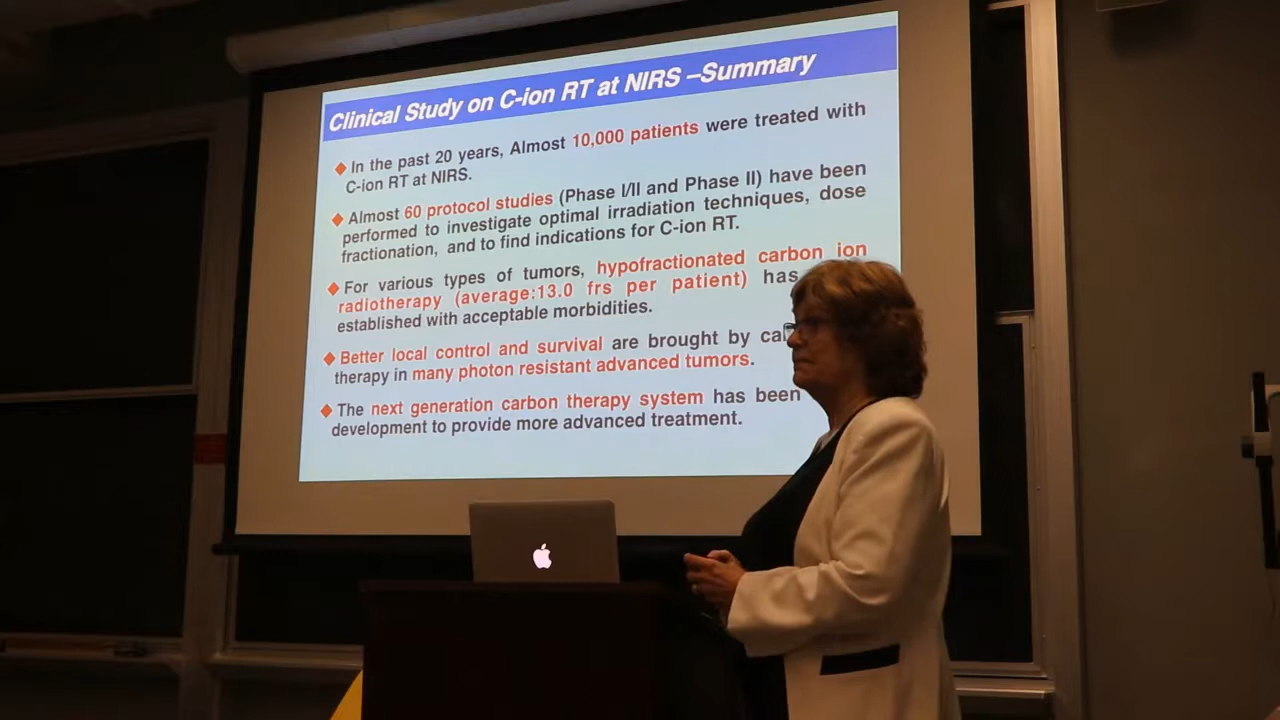 Clinical Study on C-ion RT at NIRS –Summary
In the past 20 years, Almost 10,000 patients were treated with
C-ion RT at NIRS.
Almost 60 protocol studies (Phase I/II and Phase II) have been
performed to investigate optimal irradiation techniques, dose
fractionation, and to find indications for C-ion RT.
For various types of tumors, hypofractionated carbon ion
radiotherapy (average:13.0 frs per patient) has
established with acceptable morbidities.
Better local control and survival are brought by
therapy in many photon resistant advanced tumors.
The next generation carbon therapy system has been
development to provide more advanced treatment.